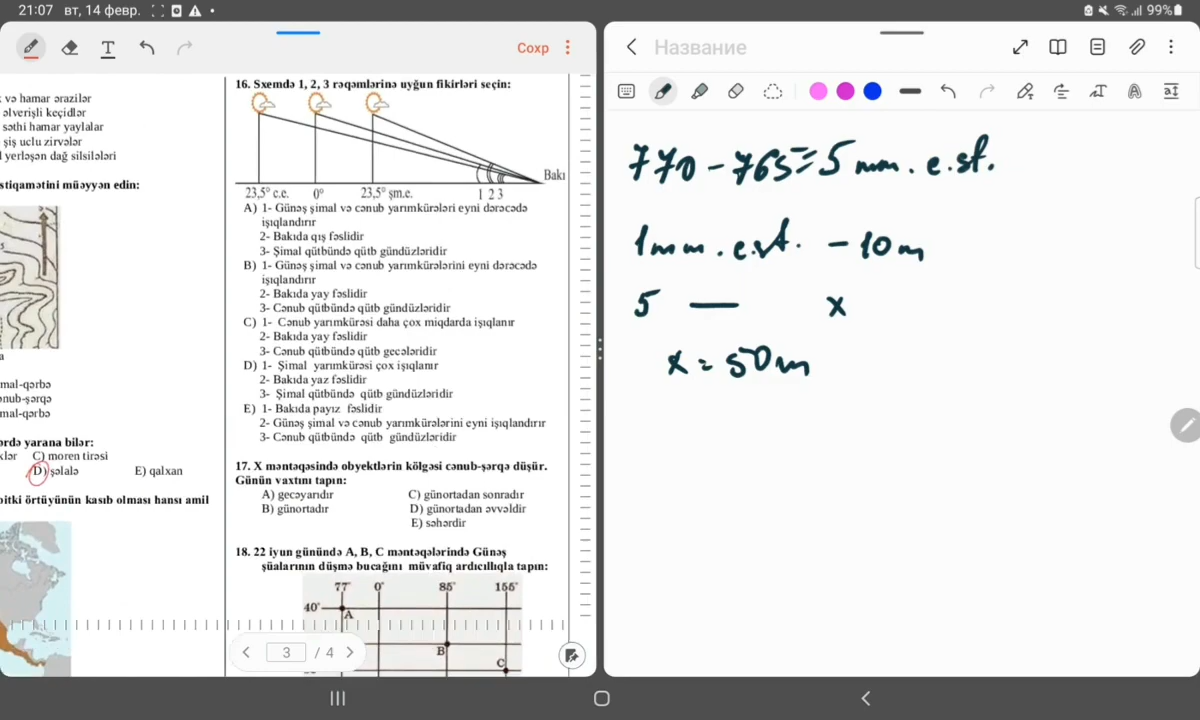 21:07 вт, 14 февр.
99%
Сохр
Название
k və hamar ərazilər
əlverişli keçidlər
səthi hamar yaylalar
şiş uclu zirvələr
l yerləşən dağ silsilələri
stiqamətini müəyyən edin:
a
mal-qərbə
ənub-şərqə
mal-qərbə
ərdə yarana bilər:
klər C) moren tirəsi
D) şəlalə E) qalxan
bitki örtüyünün kasıb olması hansı amil
16. Sxemdə 1, 2, 3 rəqəmlərinə uyğun fikirləri seçin:
Bakı
23,5° c.e. 0° 23,5° şm.e. 1 2 3
A) 1- Günəş şimal və cənub yarımkürələri eyni dərəcədə
işıqlandırır
2- Bakıda qış fəslidir
3- Şimal qütbündə qütb gündüzləridir
B) 1- Günəş şimal və cənub yarımkürələrini eyni dərəcədə
işıqlandırır
2- Bakıda yay fəslidir
3- Cənub qütbündə qütb gündüzləridir
C) 1- Cənub yarımkürəsi daha çox miqdarda işıqlanır
2- Bakıda yay fəslidir
3- Cənub qütbündə qütb gecələridir
D) 1- Şimal yarımkürəsi çox işıqlanır
2- Bakıda yaz fəslidir
3- Şimal qütbündə qütb gündüzləridir
E) 1- Bakıda payız fəslidir
2- Günəş şimal və cənub yarımkürələrini eyni işıqlandırır
3- Cənub qütbündə qütb gündüzləridir
17. X məntəqəsində obyektlərin kölgəsi cənub-şərqə düşür.
Günün vaxtını tapın:
A) gecəyarıdır C) günortadan sonradır
B) günortadır D) günortadan əvvəldir
E) səhərdir
18. 22 iyun günündə A, B, C məntəqələrində Günəş
şüalarının düşmə bucağını müvafiq ardıcıllıqla tapın:
77° 0° 85° 155°
40°
A
B
C
3 / 4
770 - 765 = 5 mm. c. st.
1 mm. c. st. - 10 m
5 — x
x = 50 m